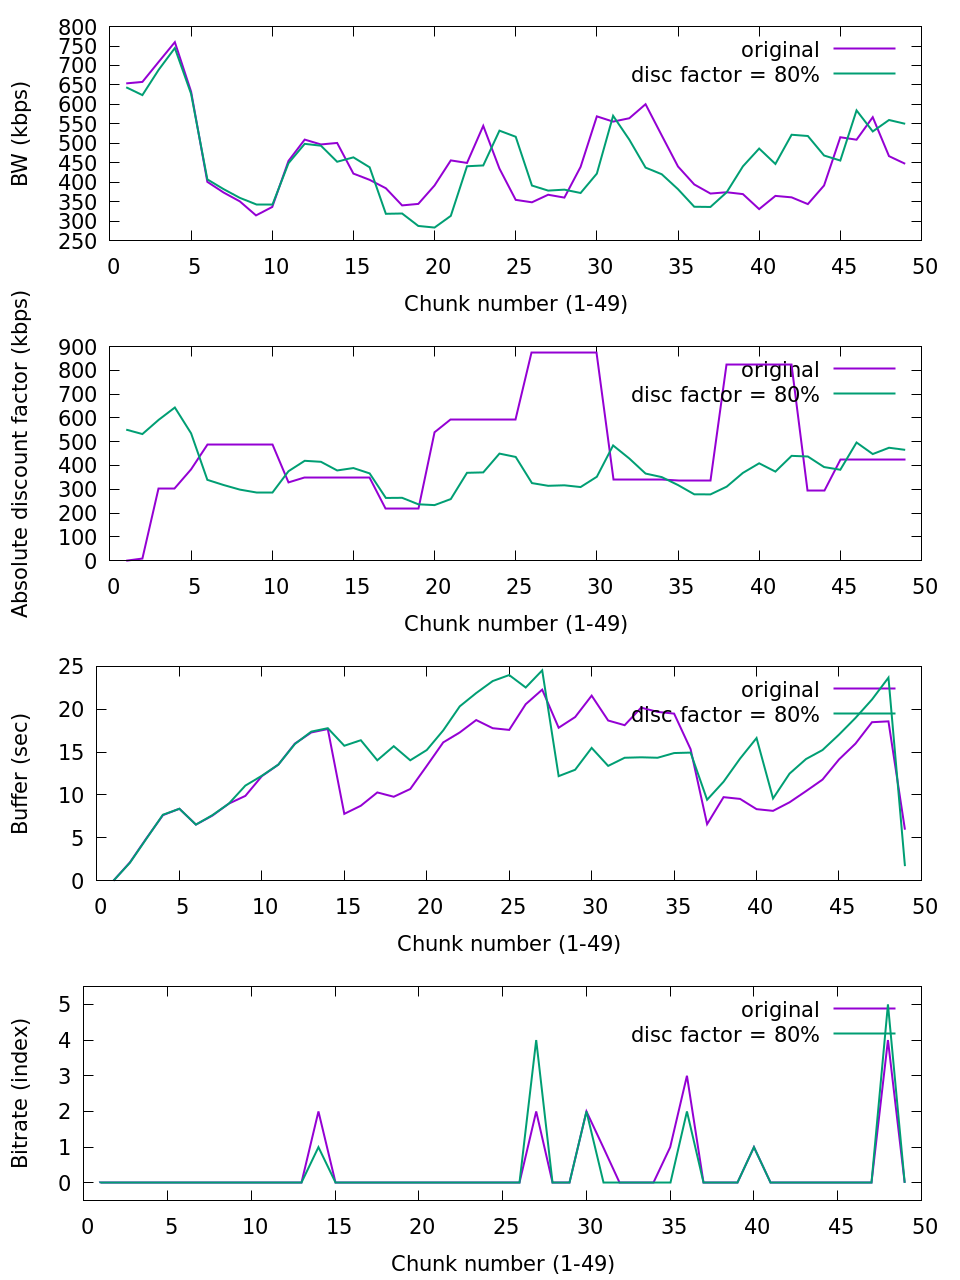 BW (kbps)
800
750
700
650
600
550
500
450
400
350
300
250
original
disc factor = 80%
0 5 10 15 20 25 30 35 40 45 50
Chunk number (1-49)
Absolute discount factor (kbps)
900
800
700
600
500
400
300
200
100
0
original
disc factor = 80%
0 5 10 15 20 25 30 35 40 45 50
Chunk number (1-49)
Buffer (sec)
25
20
15
10
5
0
original
disc factor = 80%
0 5 10 15 20 25 30 35 40 45 50
Chunk number (1-49)
Bitrate (index)
5
4
3
2
1
0
original
disc factor = 80%
0 5 10 15 20 25 30 35 40 45 50
Chunk number (1-49)